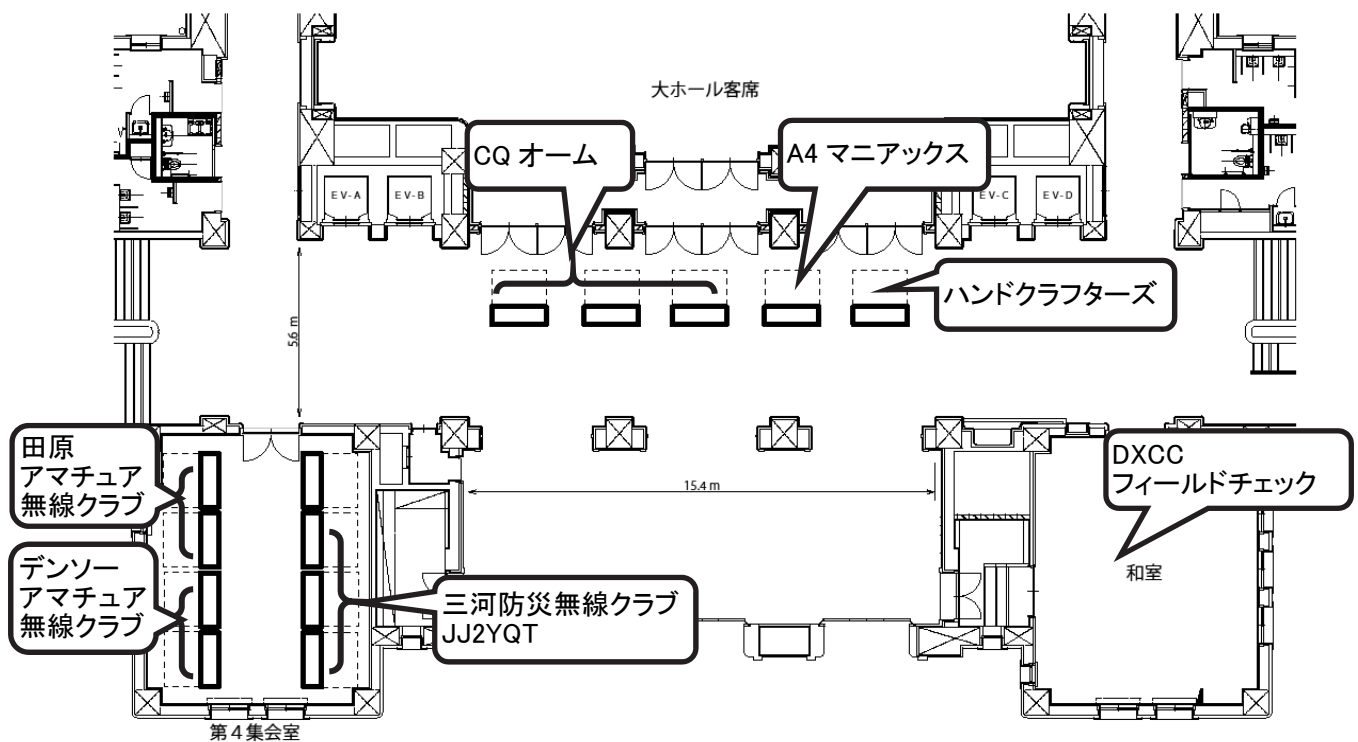 大ホール客席
CQ オーム
A4 マニアックス
EV-A
EV-B
EV-C
EV-D
ハンドクラフターズ
5.6 m
田原
アマチュア
無線クラブ
15.4 m
DXCC
フィールドチェック
和室
デンソー
アマチュア
無線クラブ
三河防災無線クラブ
JJ2YQT
第４集会室